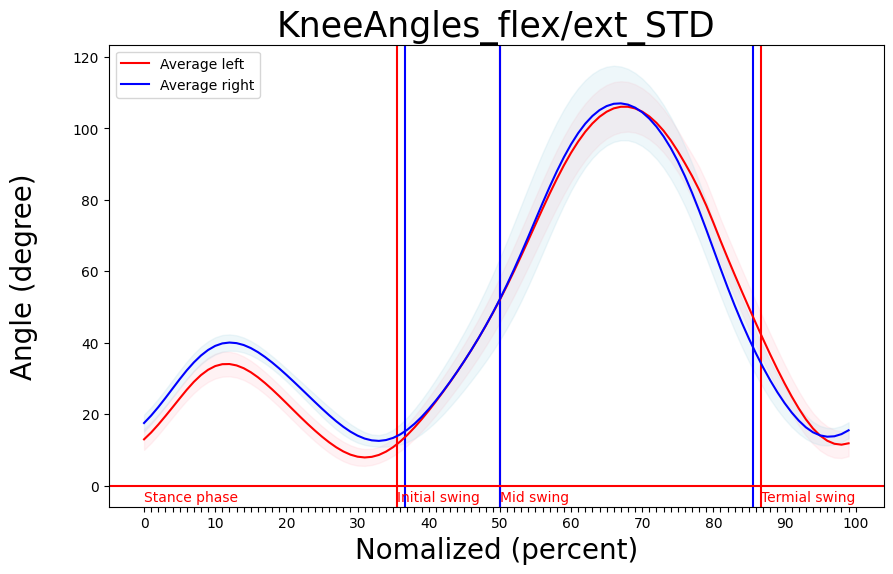 KneeAngles_flex/ext_STD
Average left
Average right
Angle (degree)
120
100
80
60
40
20
0
Stance phase
Initial swing
Mid swing
Termial swing
0 10 20 30 40 50 60 70 80 90 100
Nomalized (percent)